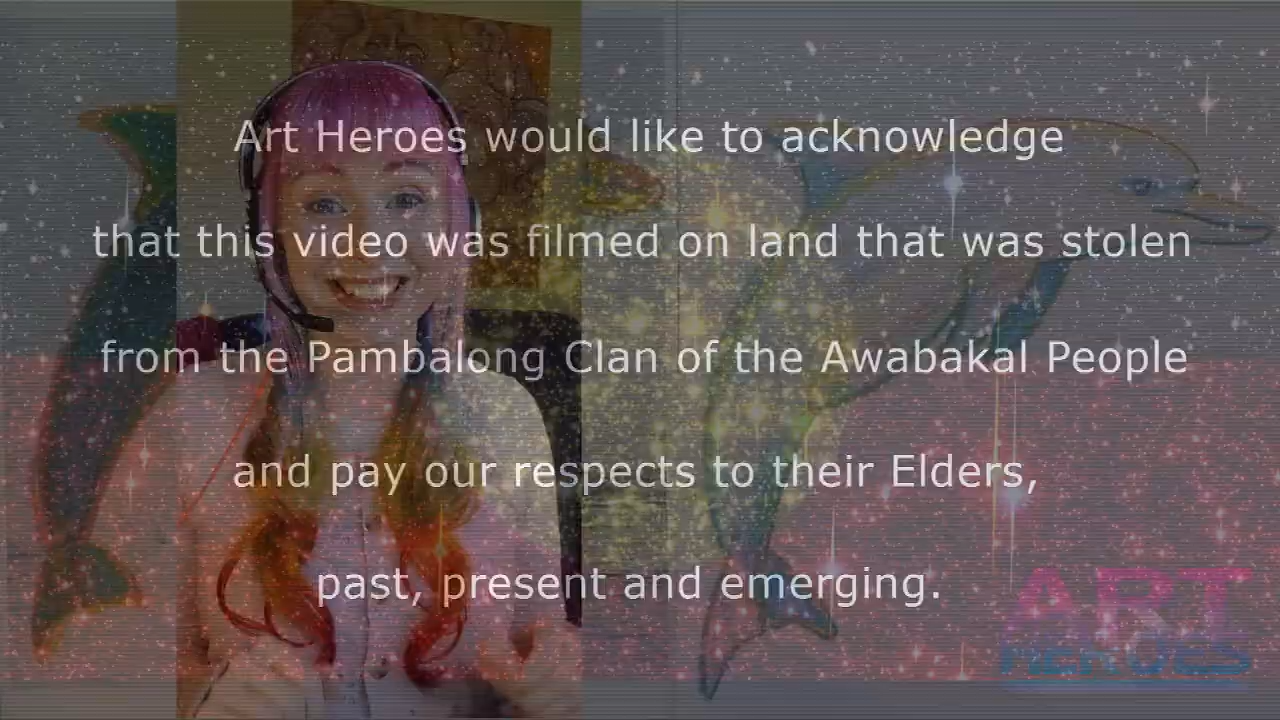 Art Heroes would like to acknowledge
that this video was filmed on land that was stolen
from the Pambalong Clan of the Awabakal People
and pay our respects to their Elders,
past, present and emerging.
ART
HEROES